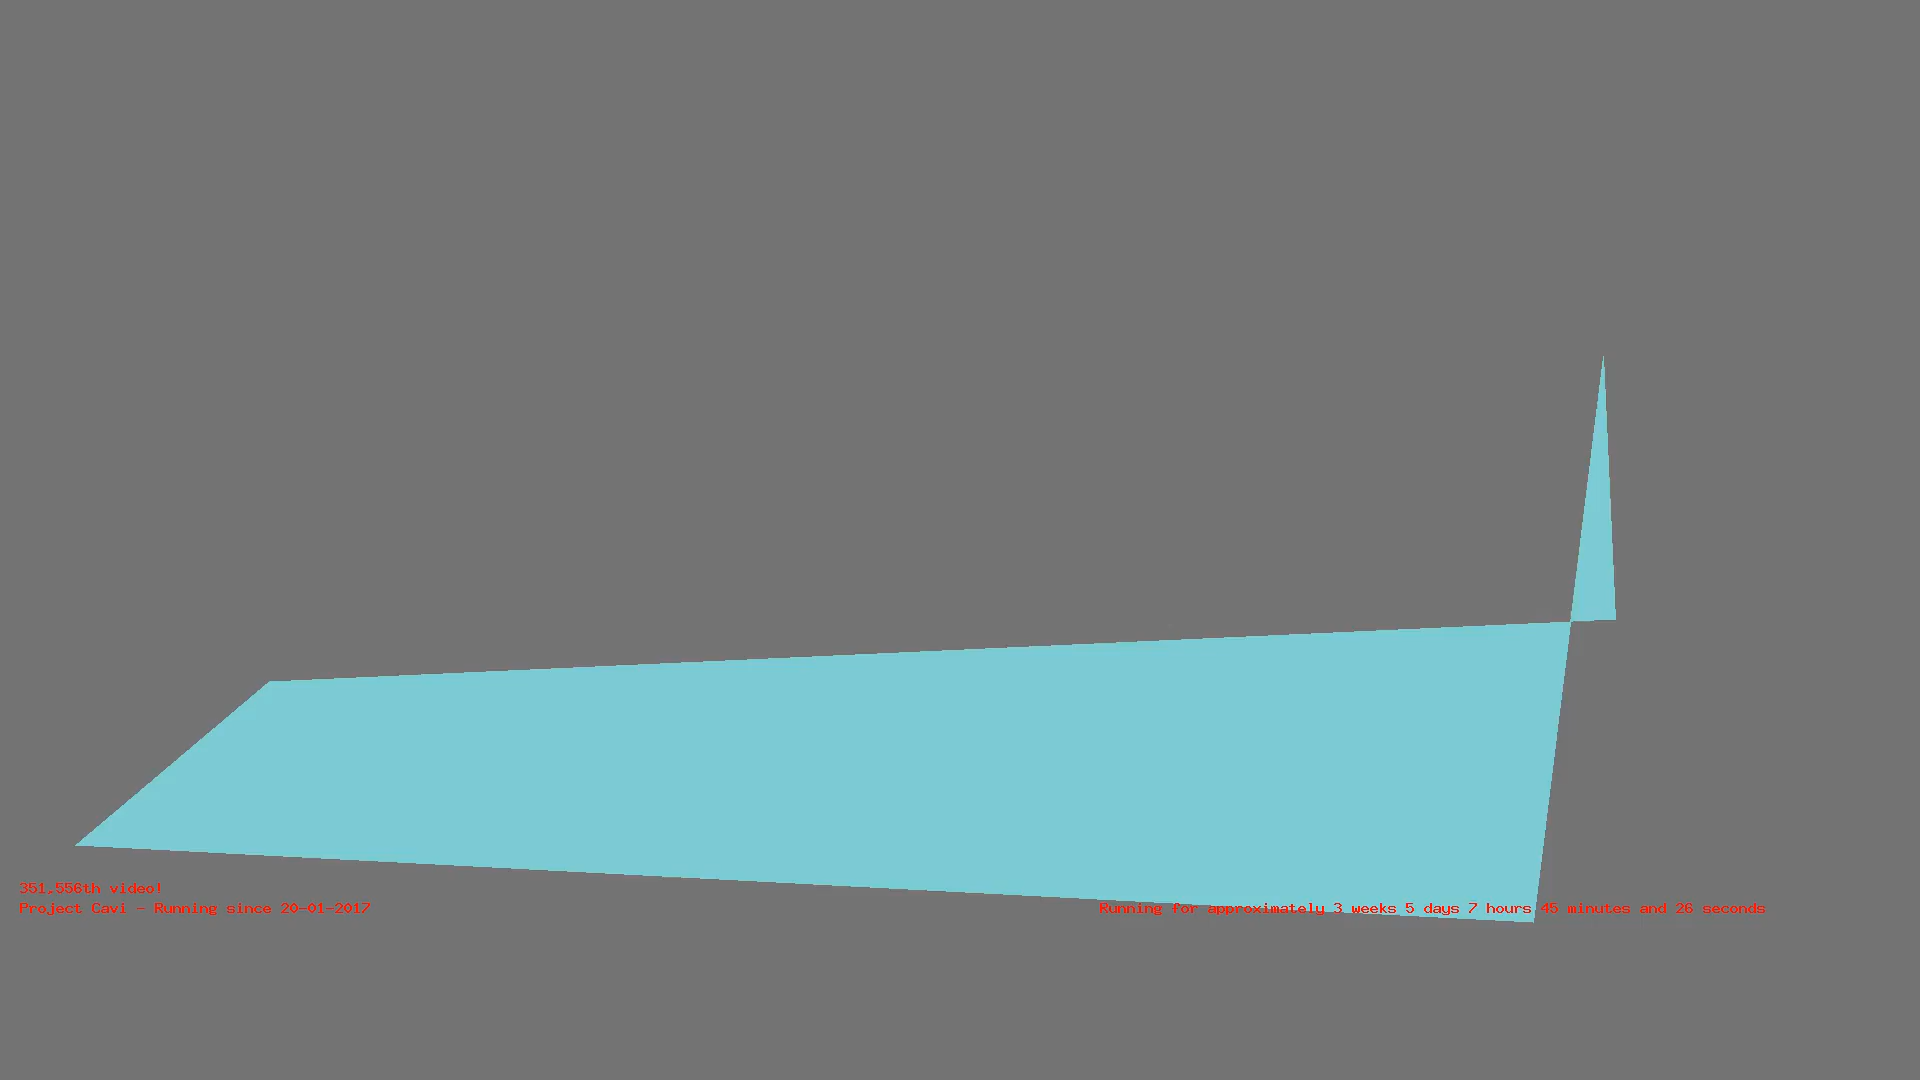 351,556th video!
Project Cavi - Running since 20-01-2017
Running for approximately 3 weeks 5 days 7 hours 45 minutes and 26 seconds